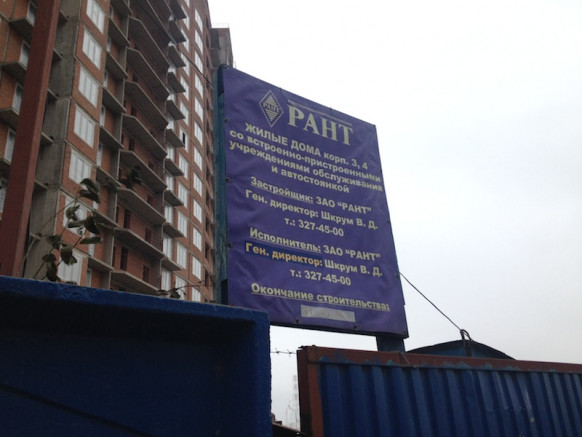 РАНТ
ЖИЛЫЕ ДОМА корп. 3, 4
со встроенно-пристроенными
учреждениями обслуживания
и автостоянкой
Застройщик: ЗАО "РАНТ"
Ген. директор: Шкрум В. Д.
т.: 327-45-00
Исполнитель: ЗАО "РАНТ"
Ген. директор: Шкрум В. Д.
т.: 327-45-00
Окончание строительства: